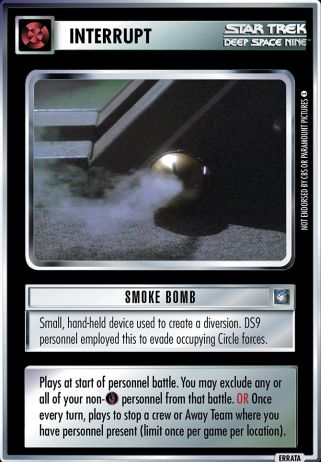 INTERRUPT
STAR TREK
DEEP SPACE NINE™
NOT ENDORSED BY CBS OR PARAMOUNT PICTURES
SMOKE BOMB
Small, hand-held device used to create a diversion. DS9
personnel employed this to evade occupying Circle forces.
Plays at start of personnel battle. You may exclude any or
all of your non- personnel from that battle. OR Once
every turn, plays to stop a crew or Away Team where you
have personnel present (limit once per game per location).
ERRATA